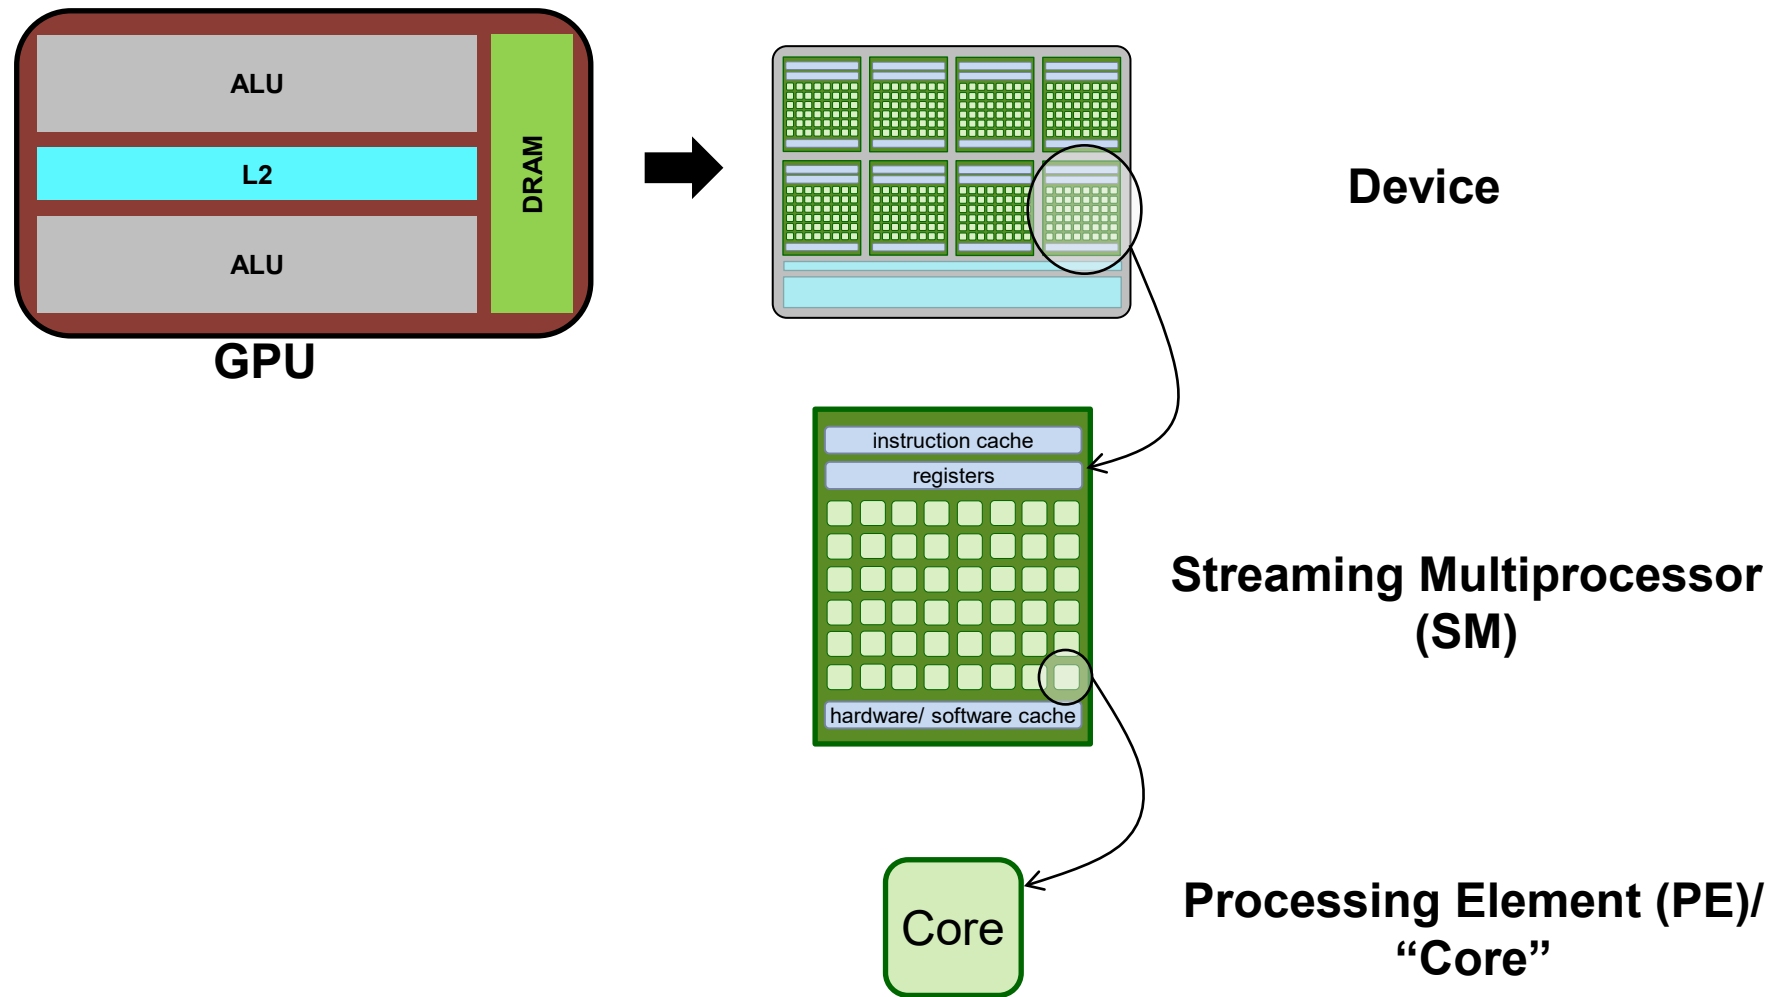 ALU
L2
ALU
DRAM
GPU
Device
instruction cache
registers
hardware/ software cache
Streaming Multiprocessor
(SM)
Core
Processing Element (PE)/
“Core”